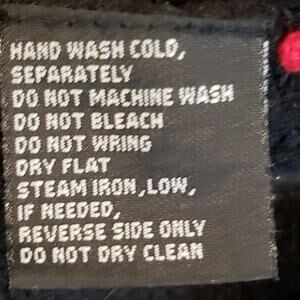 HAND WASH COLD,
SEPARATELY
DO NOT MACHINE WASH
DO NOT BLEACH
DO NOT WRING
DRY FLAT
STEAM IRON,LOW,
IF NEEDED,
REVERSE SIDE ONLY
DO NOT DRY CLEAN